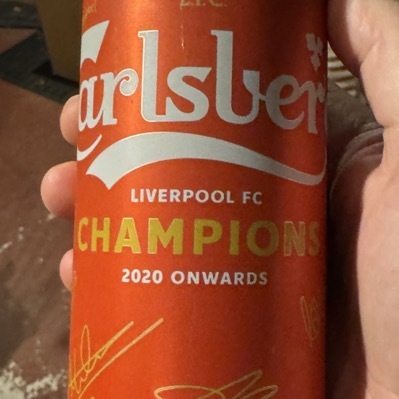 Carlsberg
LIVERPOOL FC
CHAMPIONS
2020 ONWARDS